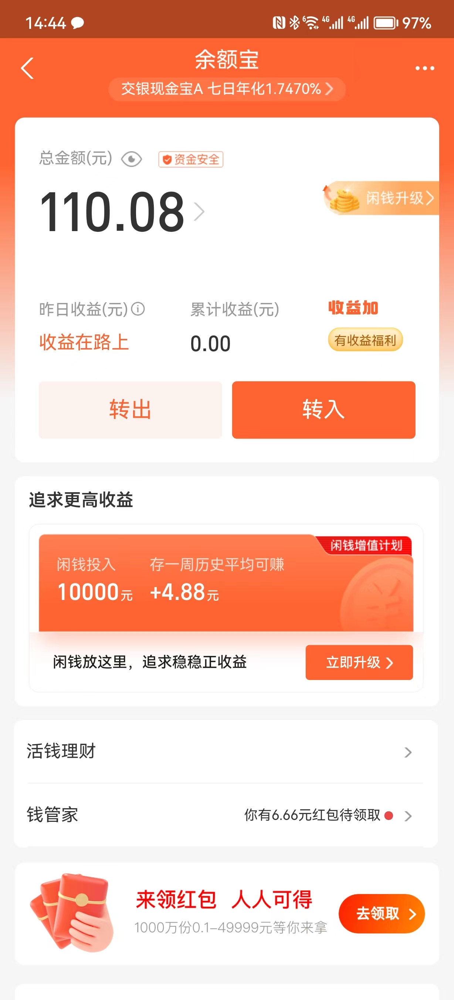 14:44 6 4G 4G 97%
余额宝
交银现金宝A 七日年化1.7470%
总金额(元) 资金安全
110.08
闲钱升级
昨日收益(元) 累计收益(元) 收益加
收益在路上 0.00 有收益福利
转出 转入
追求更高收益
闲钱增值计划
闲钱投入 存一周历史平均可赚
10000元 +4.88元
闲钱放这里，追求稳稳正收益 立即升级
活钱理财
钱管家 你有6.66元红包待领取
来领红包 人人可得
1000万份0.1-49999元等你来拿
去领取